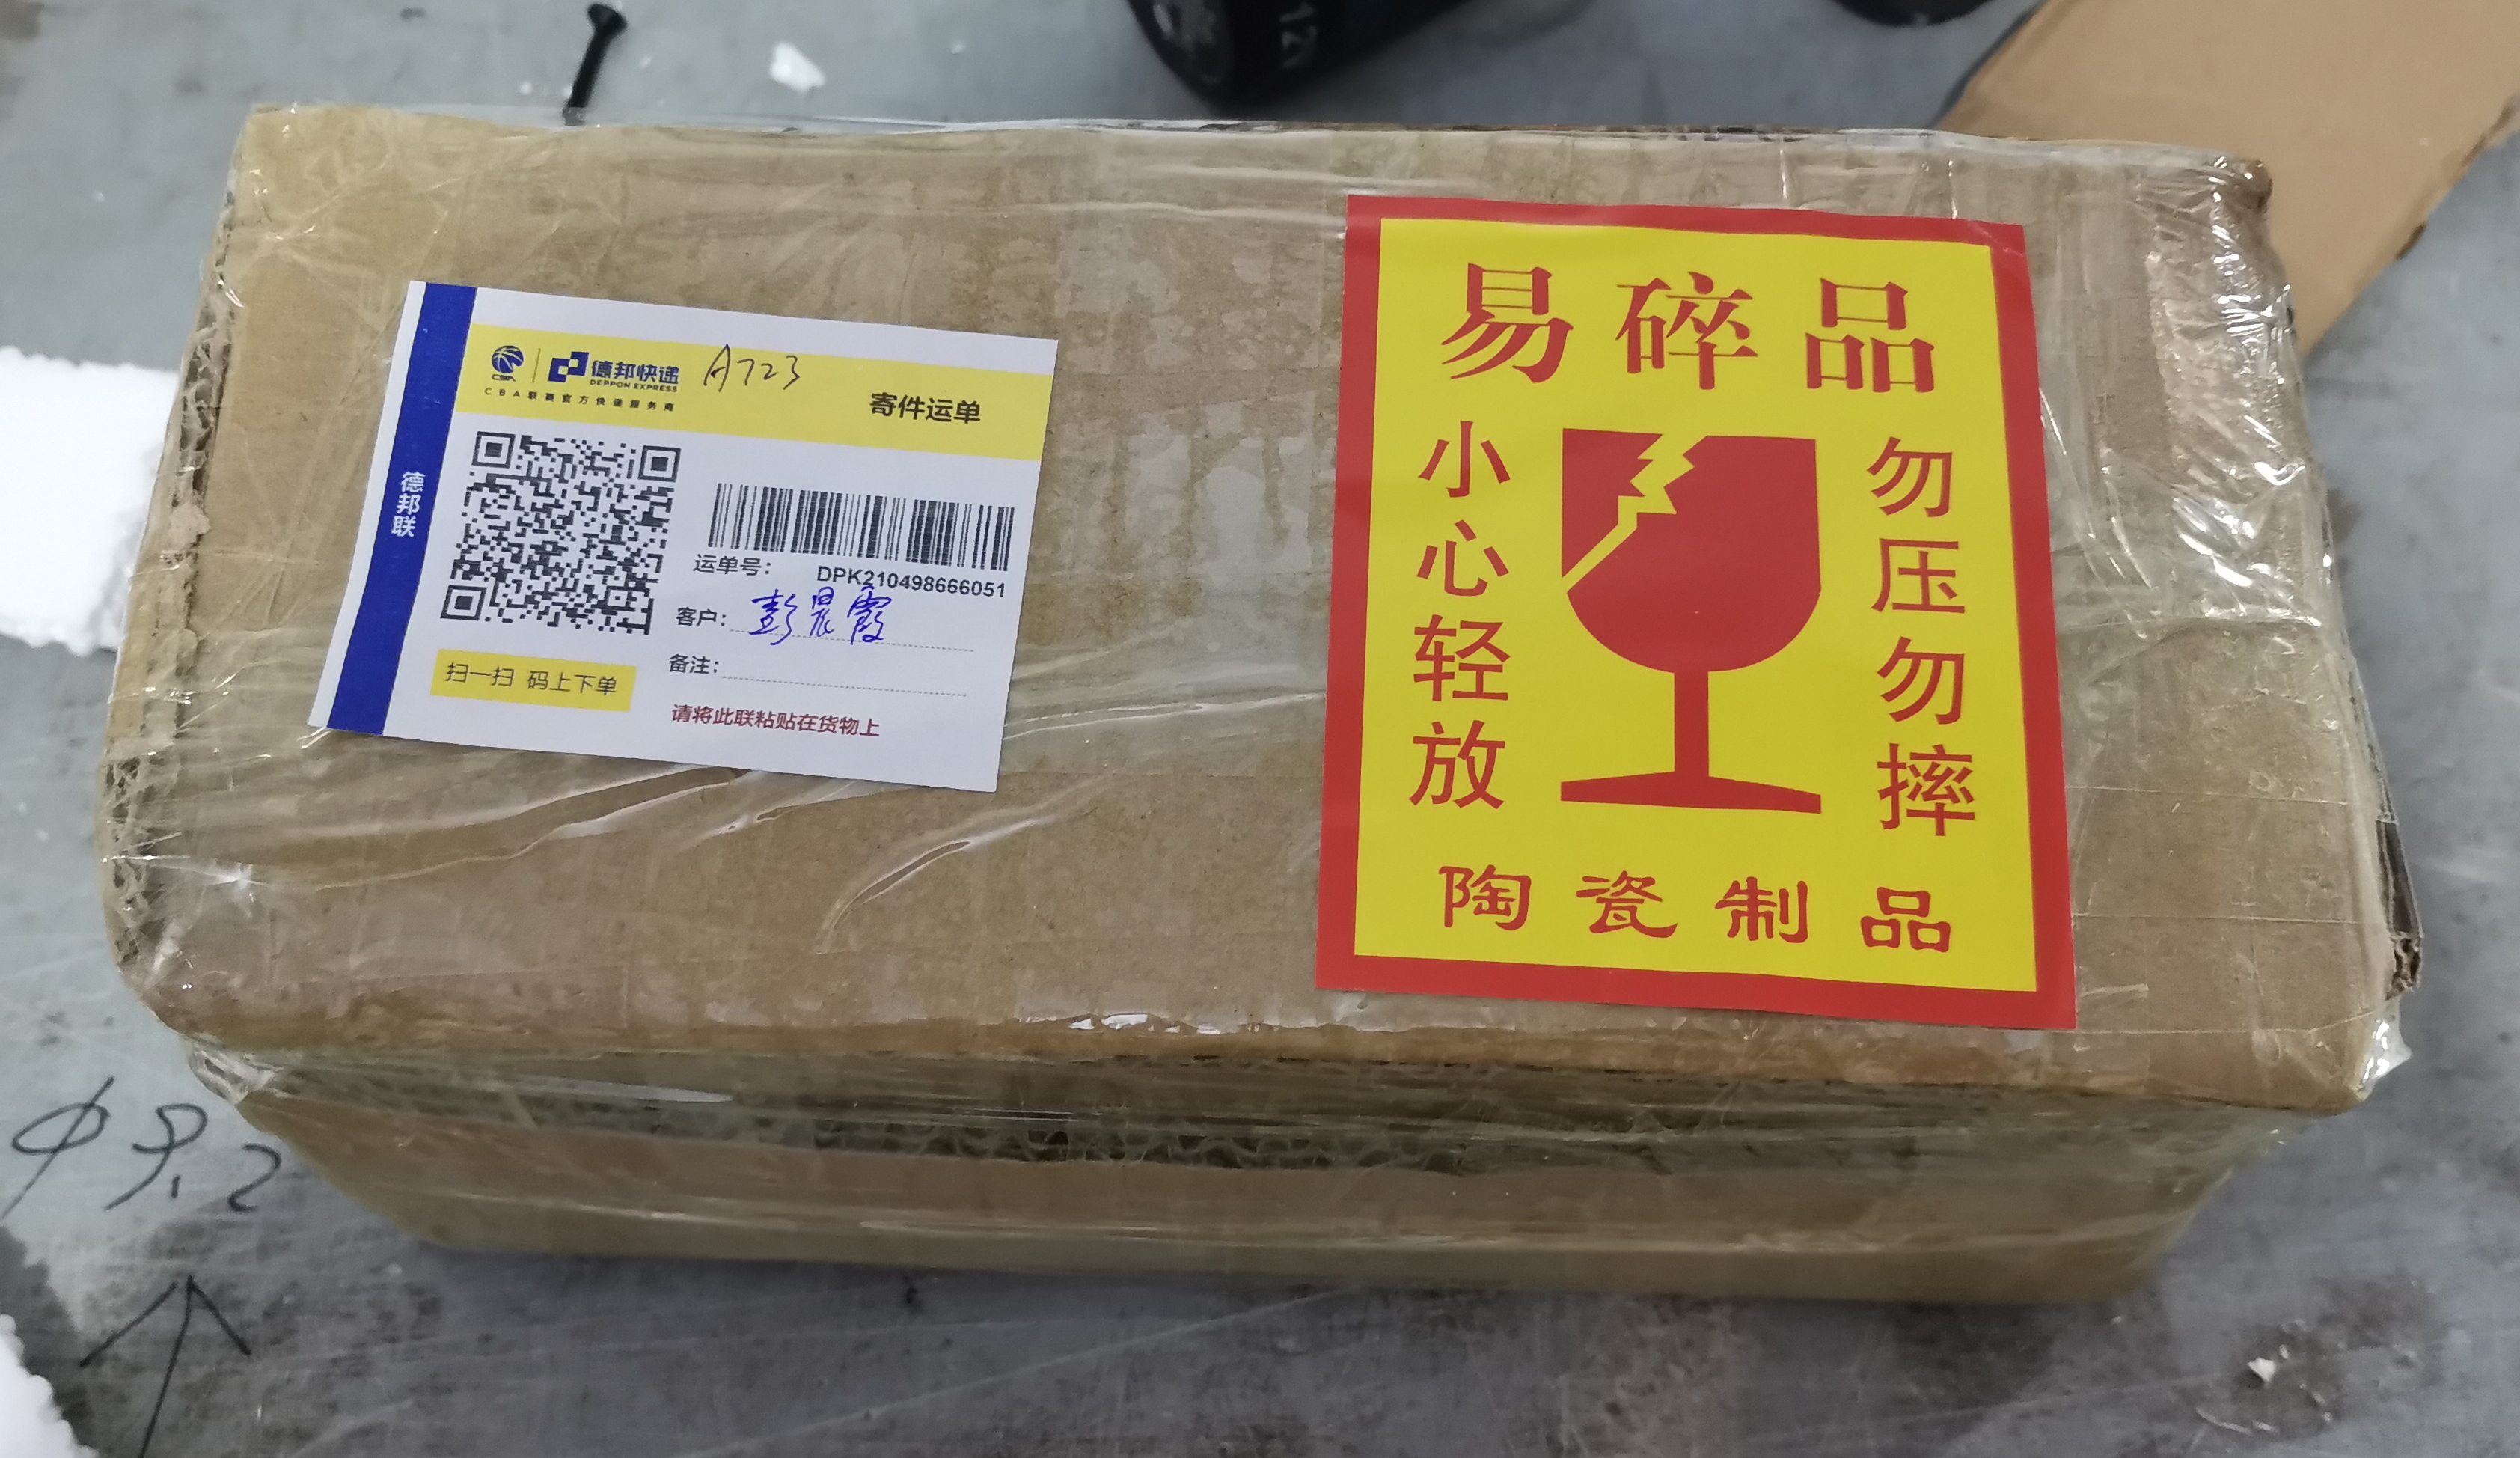 德邦联
CBA
德邦快递
DEPPON EXPRESS
CBA联赛官方快递服务商
A723
寄件运单
运单号: DPK210498666051
客户: 彭晨霞
备注:
扫一扫 码上下单
请将此联粘贴在货物上
易碎品
小心轻放
勿压勿摔
陶瓷制品
12